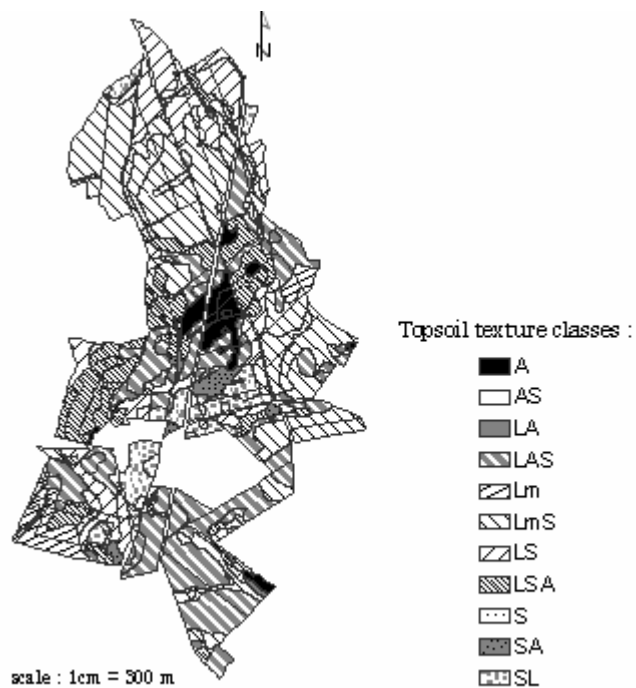 N
Topsoil texture classes :
A
AS
LA
LAS
Lm
LmS
LS
LSA
S
SA
SL
scale : 1cm = 300 m